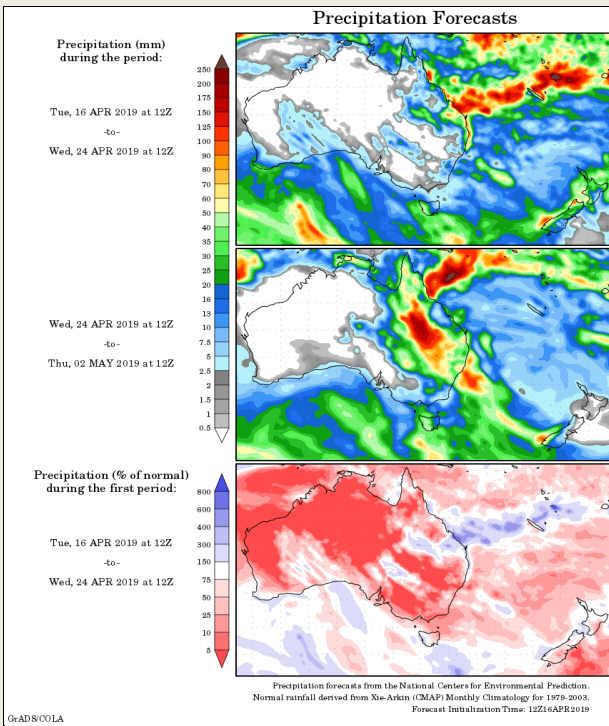 Precipitation Forecasts
Precipitation (mm)
during the period:
Tue, 16 APR 2019 at 12Z
-to-
Wed, 24 APR 2019 at 12Z
250
200
175
150
125
100
90
80
70
60
50
40
35
30
25
20
16
13
10
7.5
5
2.5
2
1.5
1
0.5
Wed, 24 APR 2019 at 12Z
-to-
Thu, 02 MAY 2019 at 12Z
Precipitation (% of normal)
during the first period:
Tue, 16 APR 2019 at 12Z
-to-
Wed, 24 APR 2019 at 12Z
800
600
400
300
150
75
50
25
10
5
Precipitation forecasts from the National Centers for Environmental Prediction.
Normal rainfall derived from Xie-Arkin (CMAP) Monthly Climatology for 1979-2003.
Forecast Initialization Time: 12Z16APR2019
GrADS/COLA